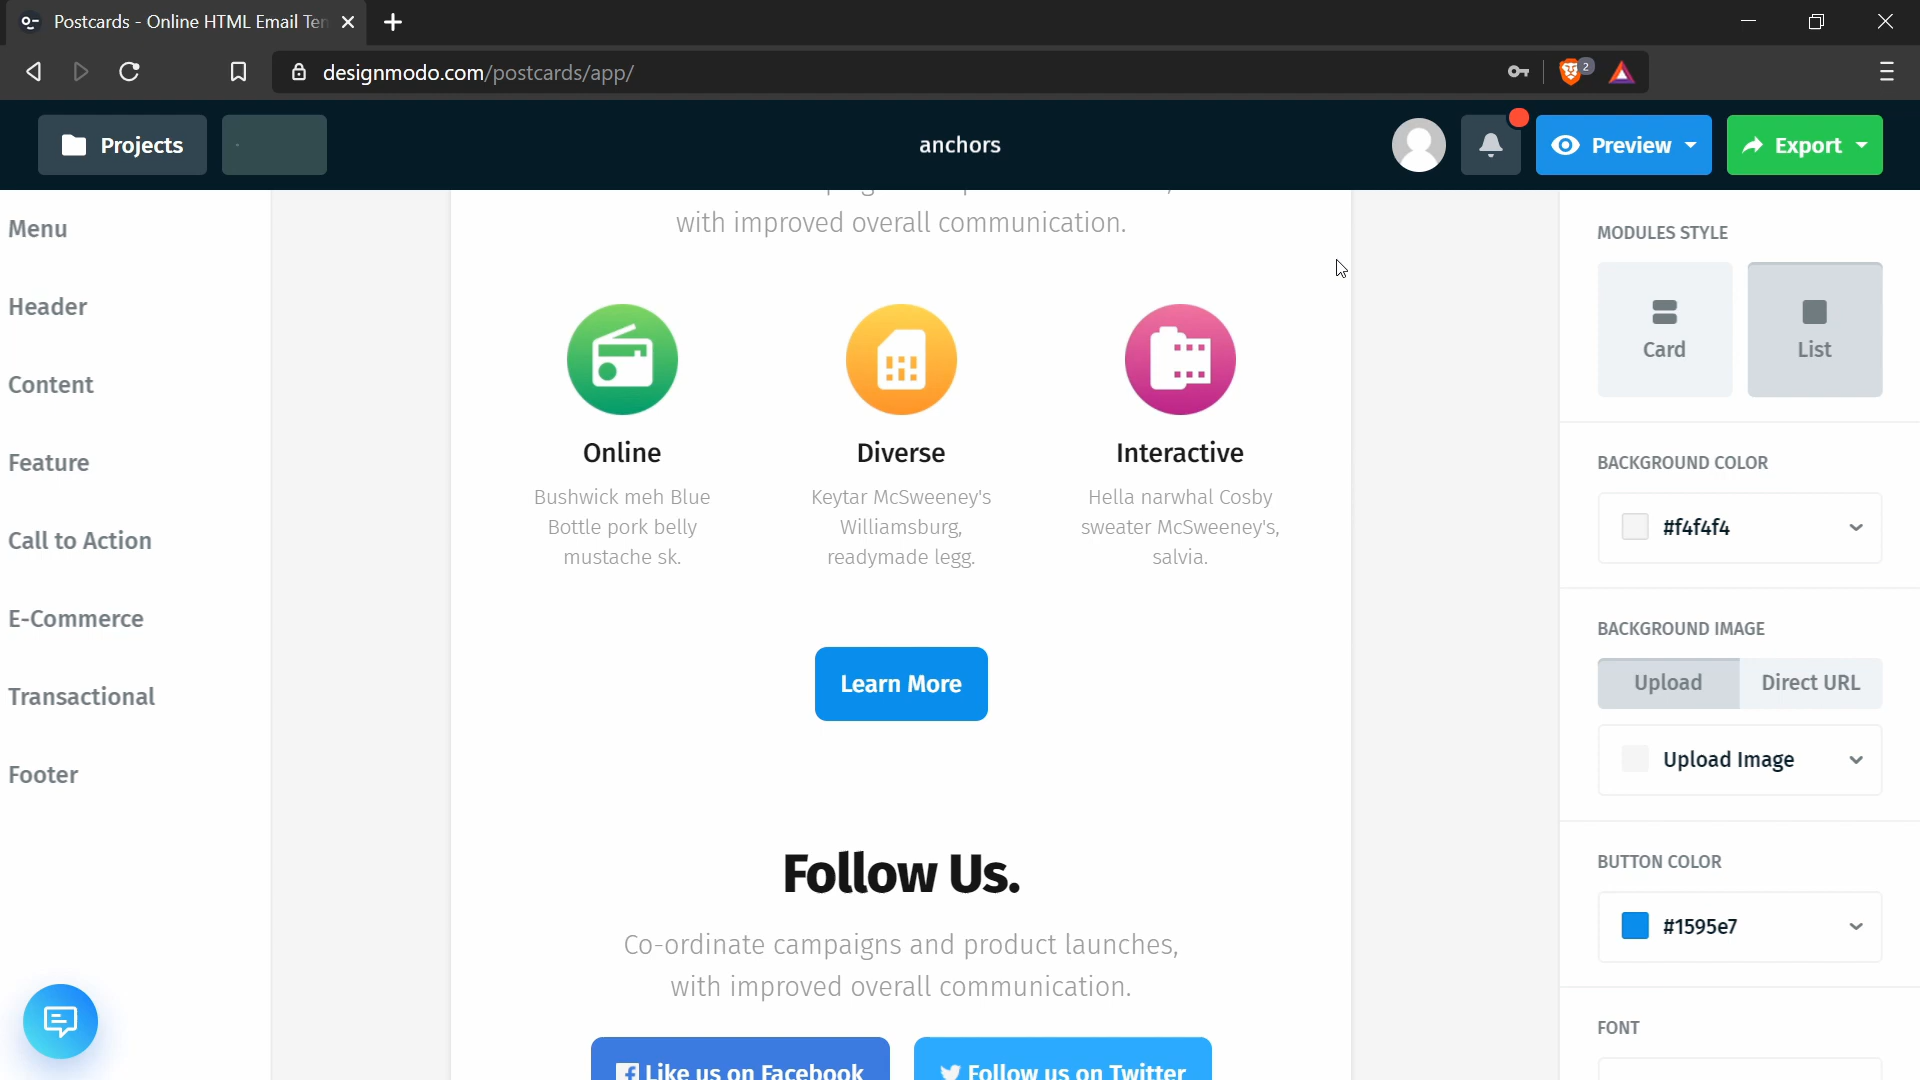 Postcards - Online HTML Email Ten
designmodo.com/postcards/app/
2
Projects
anchors
Preview
Export
Menu
Header
Content
Feature
Call to Action
E-Commerce
Transactional
Footer
with improved overall communication.
Online
Diverse
Interactive
Bushwick meh Blue
Bottle pork belly
mustache sk.
Keytar McSweeney's
Williamsburg,
readymade legg.
Hella narwhal Cosby
sweater McSweeney's,
salvia.
Learn More
Follow Us.
Co-ordinate campaigns and product launches,
with improved overall communication.
Like us on Facebook
Follow us on Twitter
MODULES STYLE
Card
List
BACKGROUND COLOR
#f4f4f4
BACKGROUND IMAGE
Upload
Direct URL
Upload Image
BUTTON COLOR
#1595e7
FONT